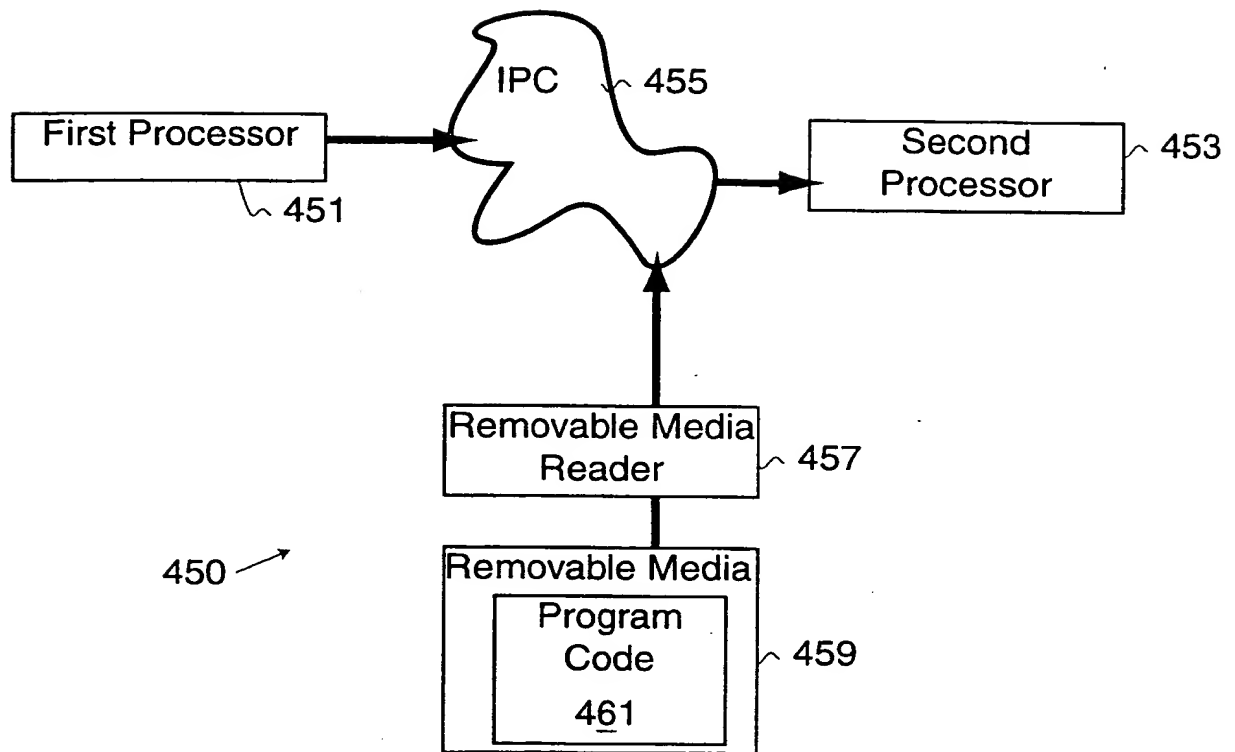 IPC
455
First Processor
451
Second
Processor
453
Removable Media
Reader
457
450
Removable Media
Program
Code
461
459